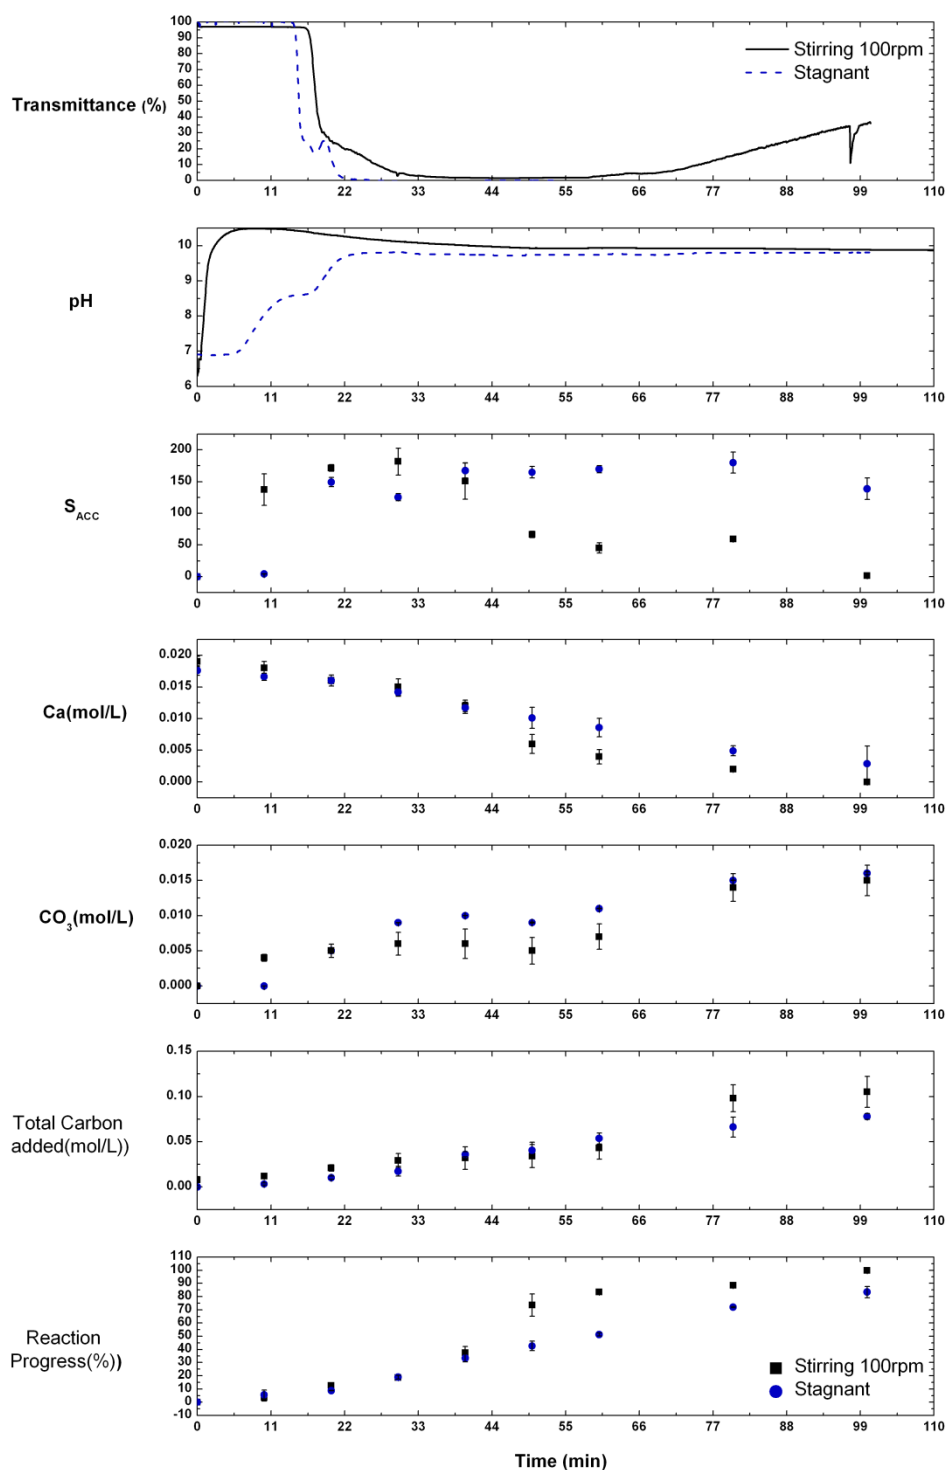 100
90
80
70
60
50
40
30
20
10
0
Transmittance (%)
Stirring 100rpm
Stagnant
0 11 22 33 44 55 66 77 88 99 110
10
9
8
7
6
pH
0 11 22 33 44 55 66 77 88 99 110
200
150
100
50
0
S_ACC
0 11 22 33 44 55 66 77 88 99 110
0.020
0.015
0.010
0.005
0.000
Ca(mol/L)
0 11 22 33 44 55 66 77 88 99 110
0.020
0.015
0.010
0.005
0.000
CO₃(mol/L)
0 11 22 33 44 55 66 77 88 99 110
0.15
0.10
0.05
0.00
Total Carbon
added(mol/L))
0 11 22 33 44 55 66 77 88 99 110
110
100
90
80
70
60
50
40
30
20
10
0
-10
Reaction
Progress(%))
Stirring 100rpm
Stagnant
0 11 22 33 44 55 66 77 88 99 110
Time (min)